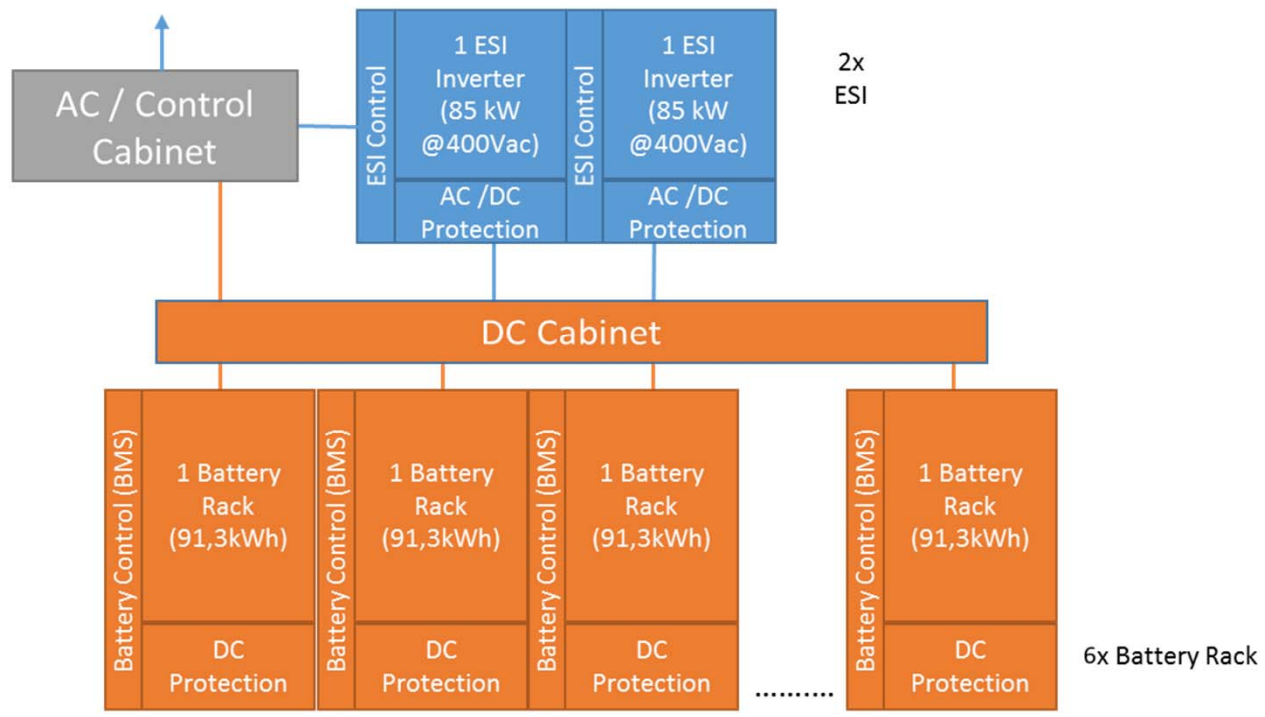 AC / Control
Cabinet
ESI Control
1 ESI
Inverter
(85 kW
@400Vac)
AC /DC
Protection
ESI Control
1 ESI
Inverter
(85 kW
@400Vac)
AC /DC
Protection
2x
ESI
DC Cabinet
Battery Control (BMS)
1 Battery
Rack
(91,3kWh)
DC
Protection
Battery Control (BMS)
1 Battery
Rack
(91,3kWh)
DC
Protection
Battery Control (BMS)
1 Battery
Rack
(91,3kWh)
DC
Protection
..........
Battery Control (BMS)
1 Battery
Rack
(91,3kWh)
DC
Protection
6x Battery Rack